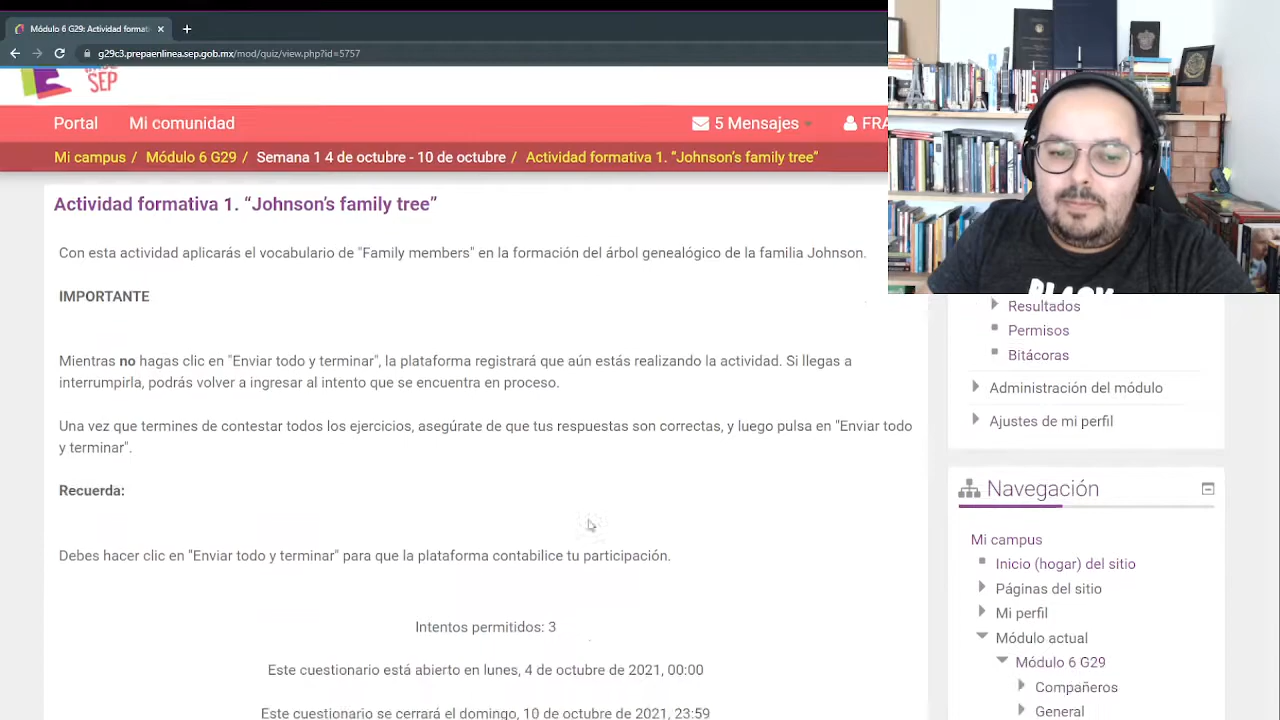 Módulo 6 G29: Activida format
g29c3.prepaenlinea.sep.gob.mx/mod/quiz/view.php?id=5757
SEP
Portal
Mi comunidad
5 Mensajes
FRA
Mi campus / Módulo 6 G29 / Semana 1 4 de octubre - 10 de octubre / Actividad formativa 1. “Johnson’s family tree”
Actividad formativa 1. “Johnson’s family tree”
Con esta actividad aplicarás el vocabulario de "Family members" en la formación del árbol genealógico de la familia Johnson.
IMPORTANTE
Mientras no hagas clic en "Enviar todo y terminar", la plataforma registrará que aún estás realizando la actividad. Si llegas a
interrumpirla, podrás volver a ingresar al intento que se encuentra en proceso.
Una vez que termines de contestar todos los ejercicios, asegúrate de que tus respuestas son correctas, y luego pulsa en "Enviar todo
y terminar".
Recuerda:
Debes hacer clic en "Enviar todo y terminar" para que la plataforma contabilice tu participación.
Intentos permitidos: 3
Este cuestionario está abierto en lunes, 4 de octubre de 2021, 00:00
Este cuestionario se cerrará el domingo, 10 de octubre de 2021, 23:59
BLACK
Resultados
Permisos
Bitácoras
Administración del módulo
Ajustes de mi perfil
Navegación
Mi campus
Inicio (hogar) del sitio
Páginas del sitio
Mi perfil
Módulo actual
Módulo 6 G29
Compañeros
General